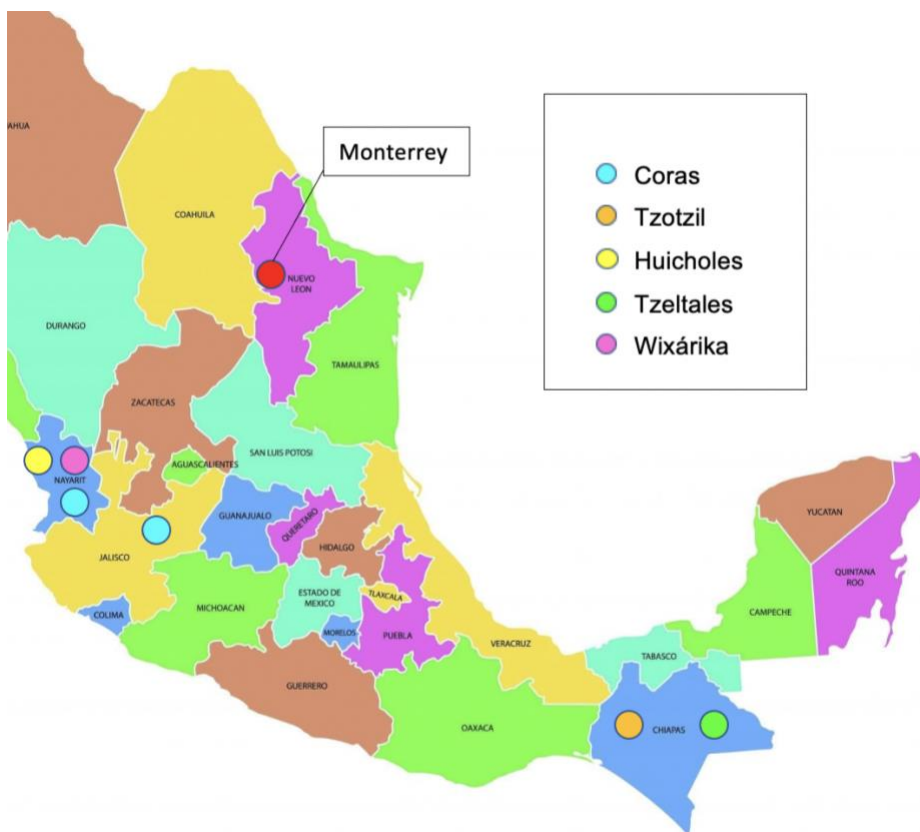 AHUA
Monterrey
COAHUILA
NUEVO
LEON
DURANGO
TAMAULIPAS
ZACATECAS
SAN LUIS POTOSI
AGUASCALIENTES
NAYARIT
GUANAJUALO
QUERETARO
HIDALGO
JALISCO
ESTADO DE
MEXICO
TLAXCALA
MICHOACAN
COLIMA
MORELOS
PUEBLA
VERACRUZ
GUERRERO
OAXACA
TABASCO
CHIAPAS
CAMPECHE
YUCATAN
QUINTANA
ROO
Coras
Tzotzil
Huicholes
Tzeltales
Wixárika